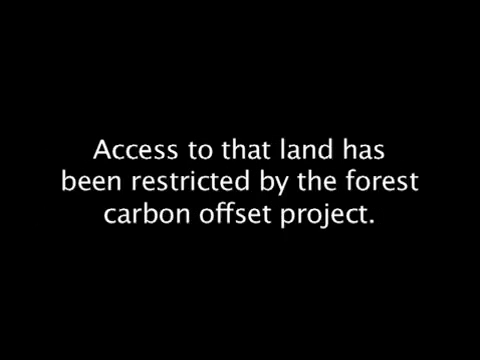 Access to that land has
been restricted by the forest
carbon offset project.